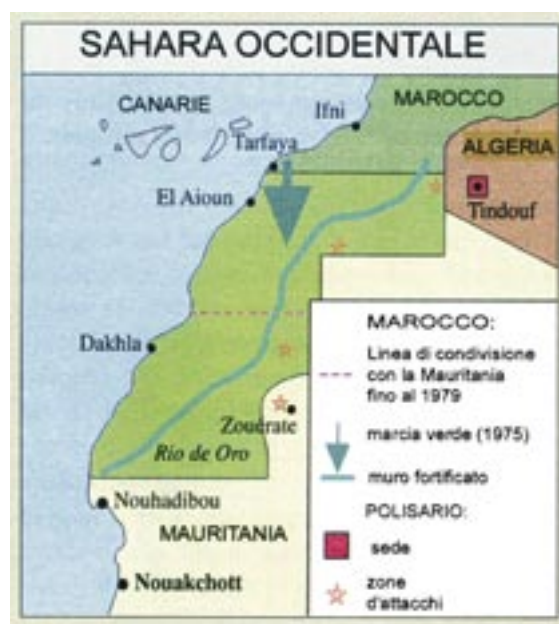 SAHARA OCCIDENTALE
CANARIE
Ifni
MAROCCO
Tarfaya
ALGERIA
El Aioun
Tindouf
Dakhla
Zouérate
Rio de Oro
Nouhadibou
MAURITANIA
Nouakchott
MAROCCO:
Linea di condivisione
con la Mauritania
fino al 1979
marcia verde (1975)
muro fortificato
POLISARIO:
sede
zone
d'attacchi